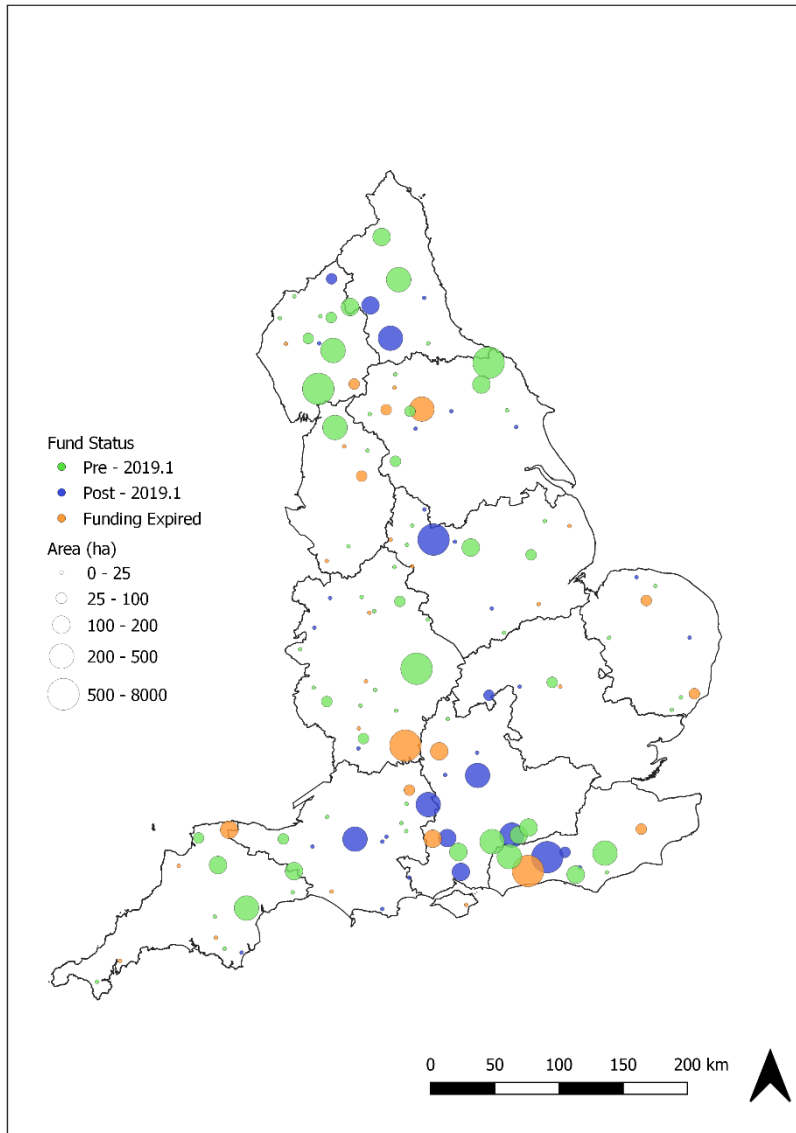 Fund Status
Pre - 2019.1
Post - 2019.1
Funding Expired
Area (ha)
0 - 25
25 - 100
100 - 200
200 - 500
500 - 8000
0 50 100 150 200 km